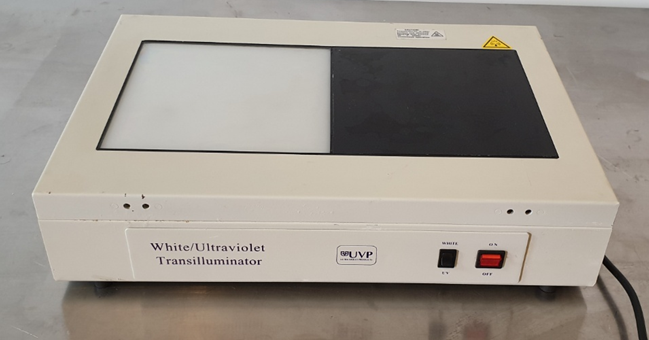 White/Ultraviolet
Transilluminator
UVP
WHITE
UV
ON
OFF